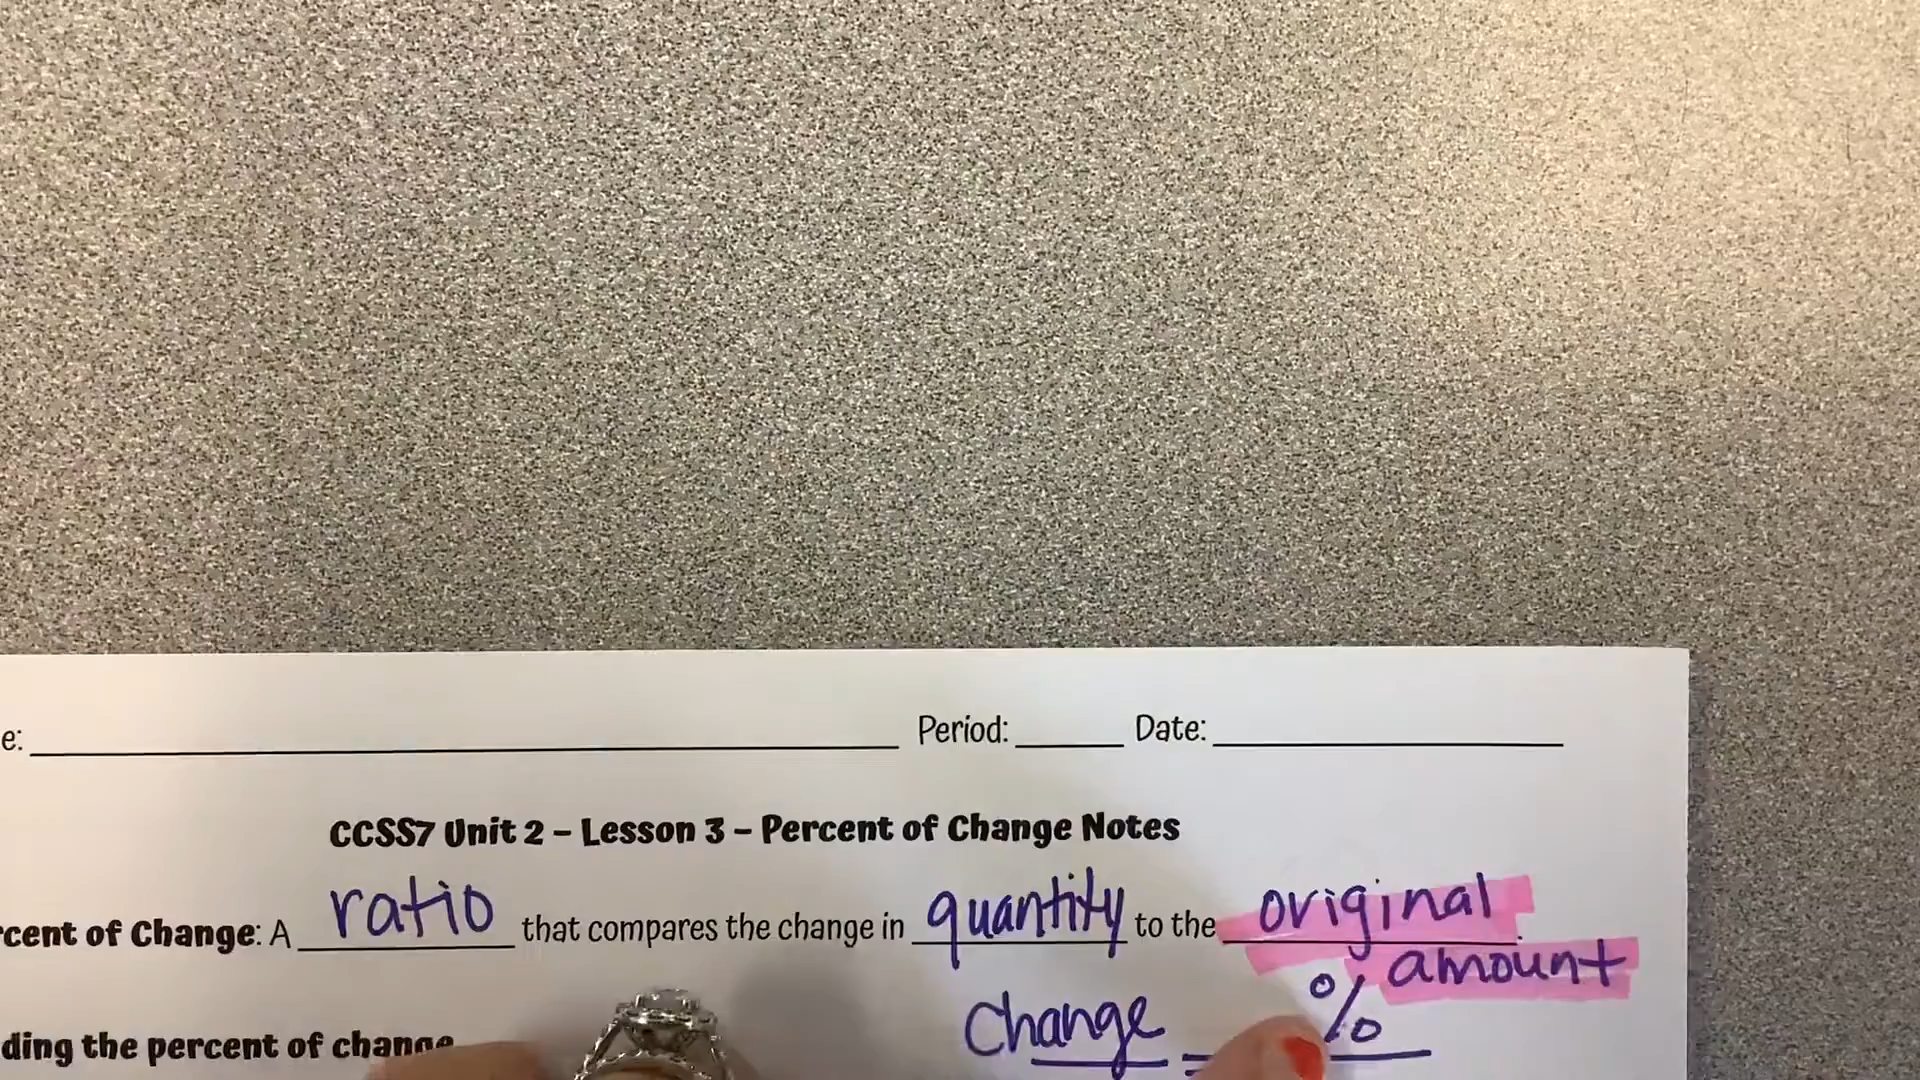 e: Period: Date:
CCSS7 Unit 2 – Lesson 3 – Percent of Change Notes
rcent of Change: A ratio that compares the change in quantity to the original amount.
change = %
ding the percent of change